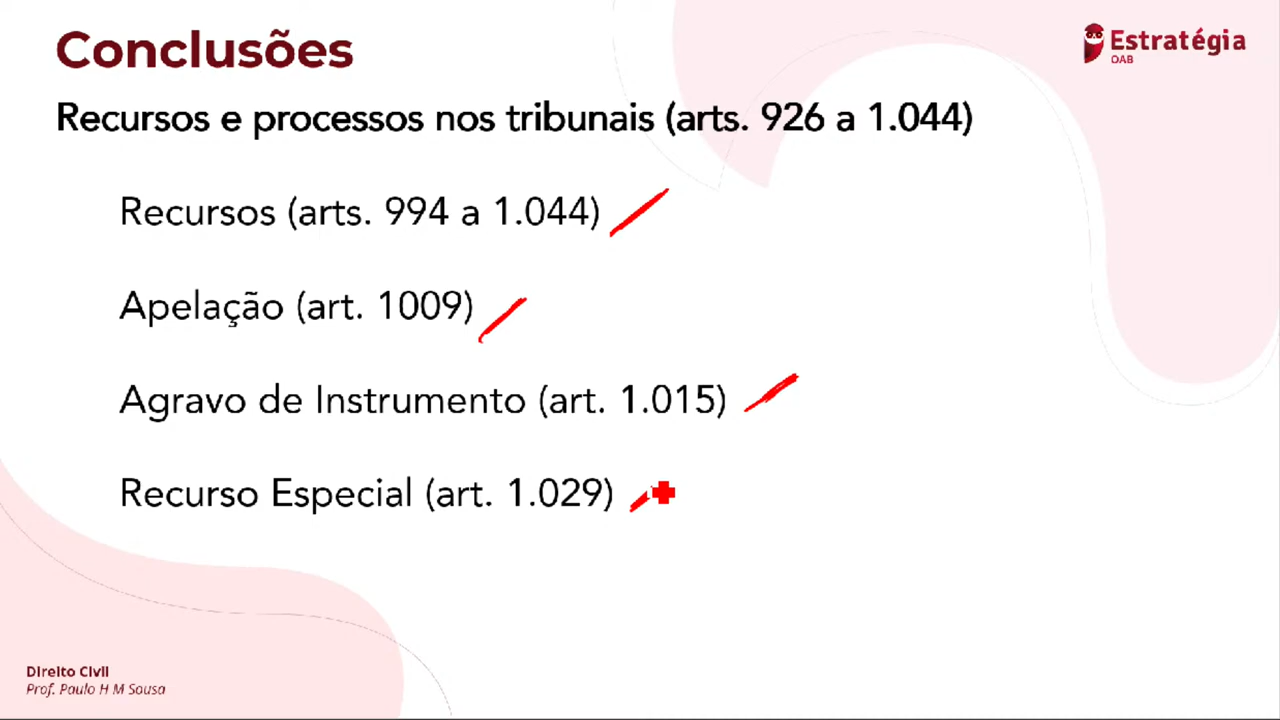 Conclusões
Estratégia
OAB
Recursos e processos nos tribunais (arts. 926 a 1.044)
Recursos (arts. 994 a 1.044)
Apelação (art. 1009)
Agravo de Instrumento (art. 1.015)
Recurso Especial (art. 1.029)
Direito Civil
Prof. Paulo H M Sousa